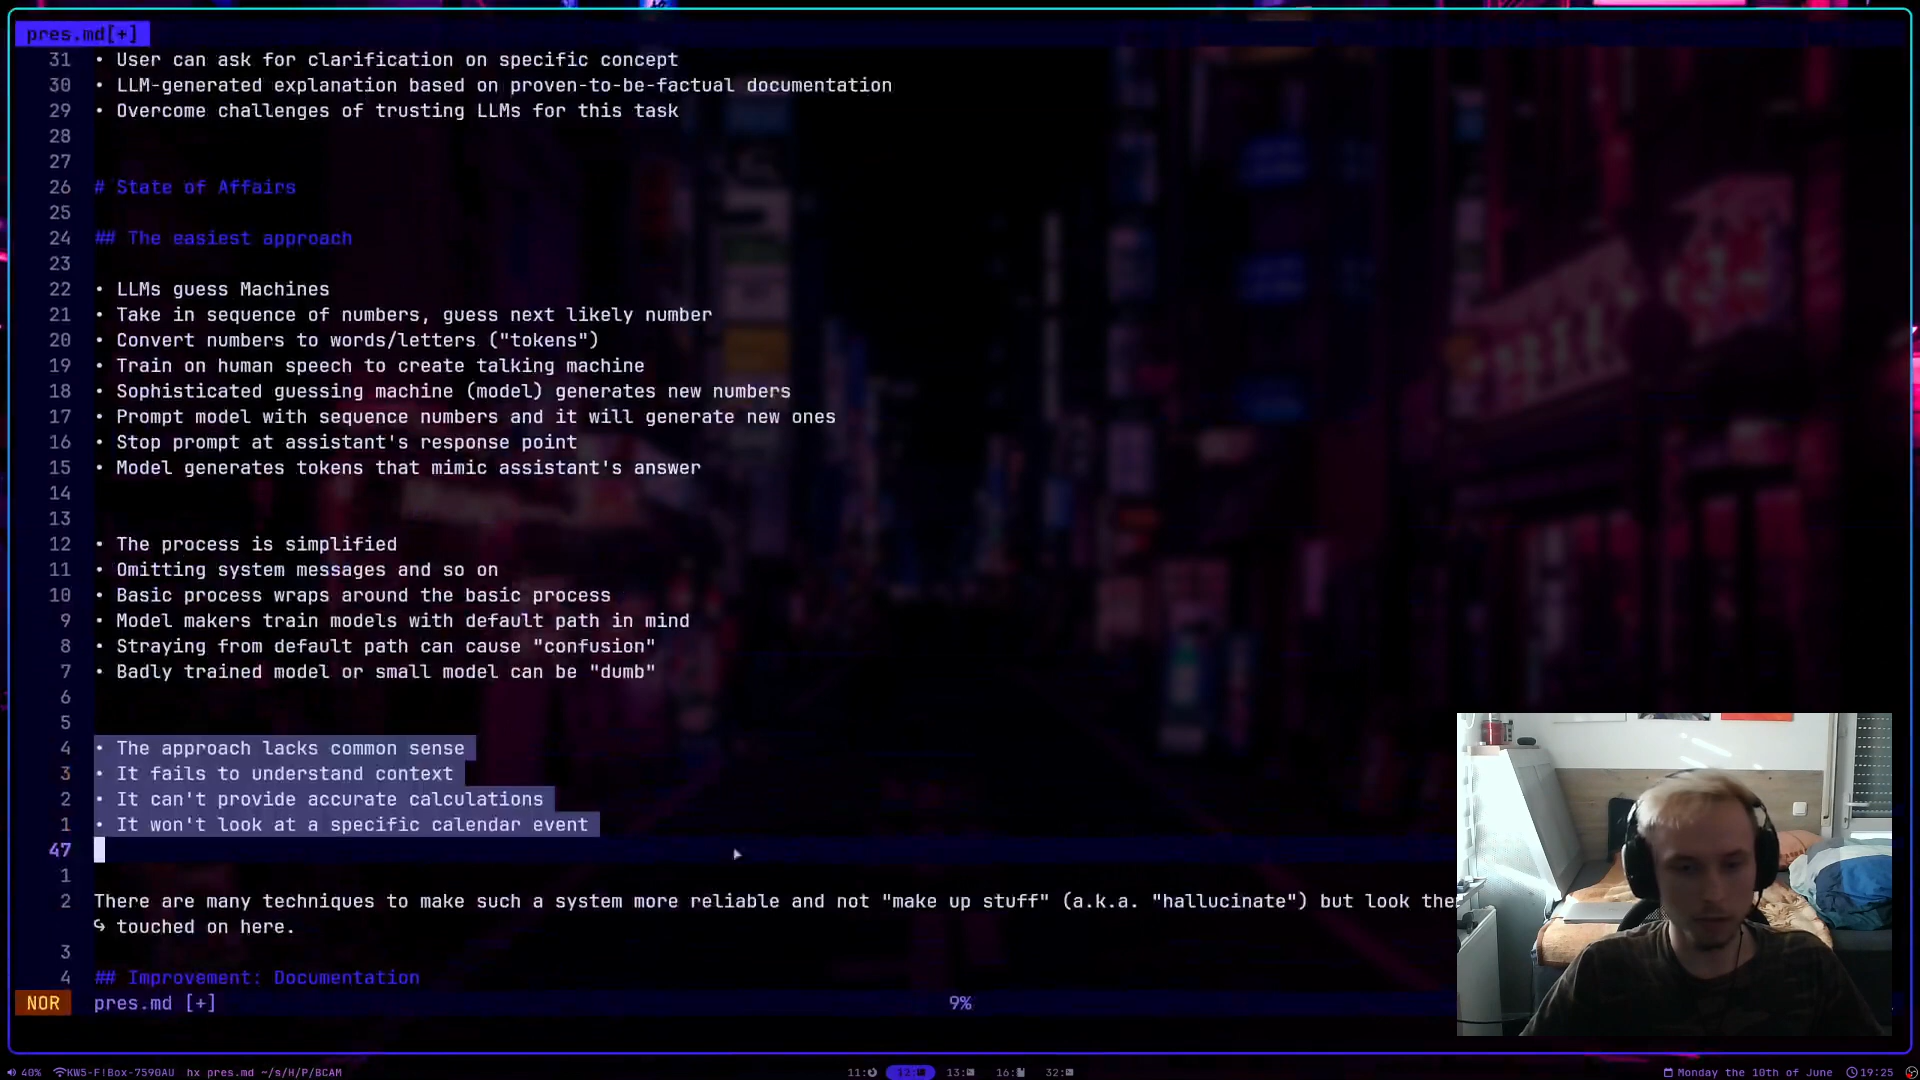 pres.md[+]
31 • User can ask for clarification on specific concept
30 • LLM-generated explanation based on proven-to-be-factual documentation
29 • Overcome challenges of trusting LLMs for this task
28
27
26 # State of Affairs
25
24 ## The easiest approach
23
22 • LLMs guess Machines
21 • Take in sequence of numbers, guess next likely number
20 • Convert numbers to words/letters ("tokens")
19 • Train on human speech to create talking machine
18 • Sophisticated guessing machine (model) generates new numbers
17 • Prompt model with sequence numbers and it will generate new ones
16 • Stop prompt at assistant's response point
15 • Model generates tokens that mimic assistant's answer
14
13
12 • The process is simplified
11 • Omitting system messages and so on
10 • Basic process wraps around the basic process
9 • Model makers train models with default path in mind
8 • Straying from default path can cause "confusion"
7 • Badly trained model or small model can be "dumb"
6
5
4 • The approach lacks common sense
3 • It fails to understand context
2 • It can't provide accurate calculations
1 • It won't look at a specific calendar event
47
1
2 There are many techniques to make such a system more reliable and not "make up stuff" (a.k.a. "hallucinate") but look
↪ touched on here.
3
4 ## Improvement: Documentation
NOR pres.md [+] 9%
40% KW5-F!Box-7590AU hx pres.md ~/s/H/P/BCAM 11: 12: 13: 16: 32: Monday the 10th of June 19:25